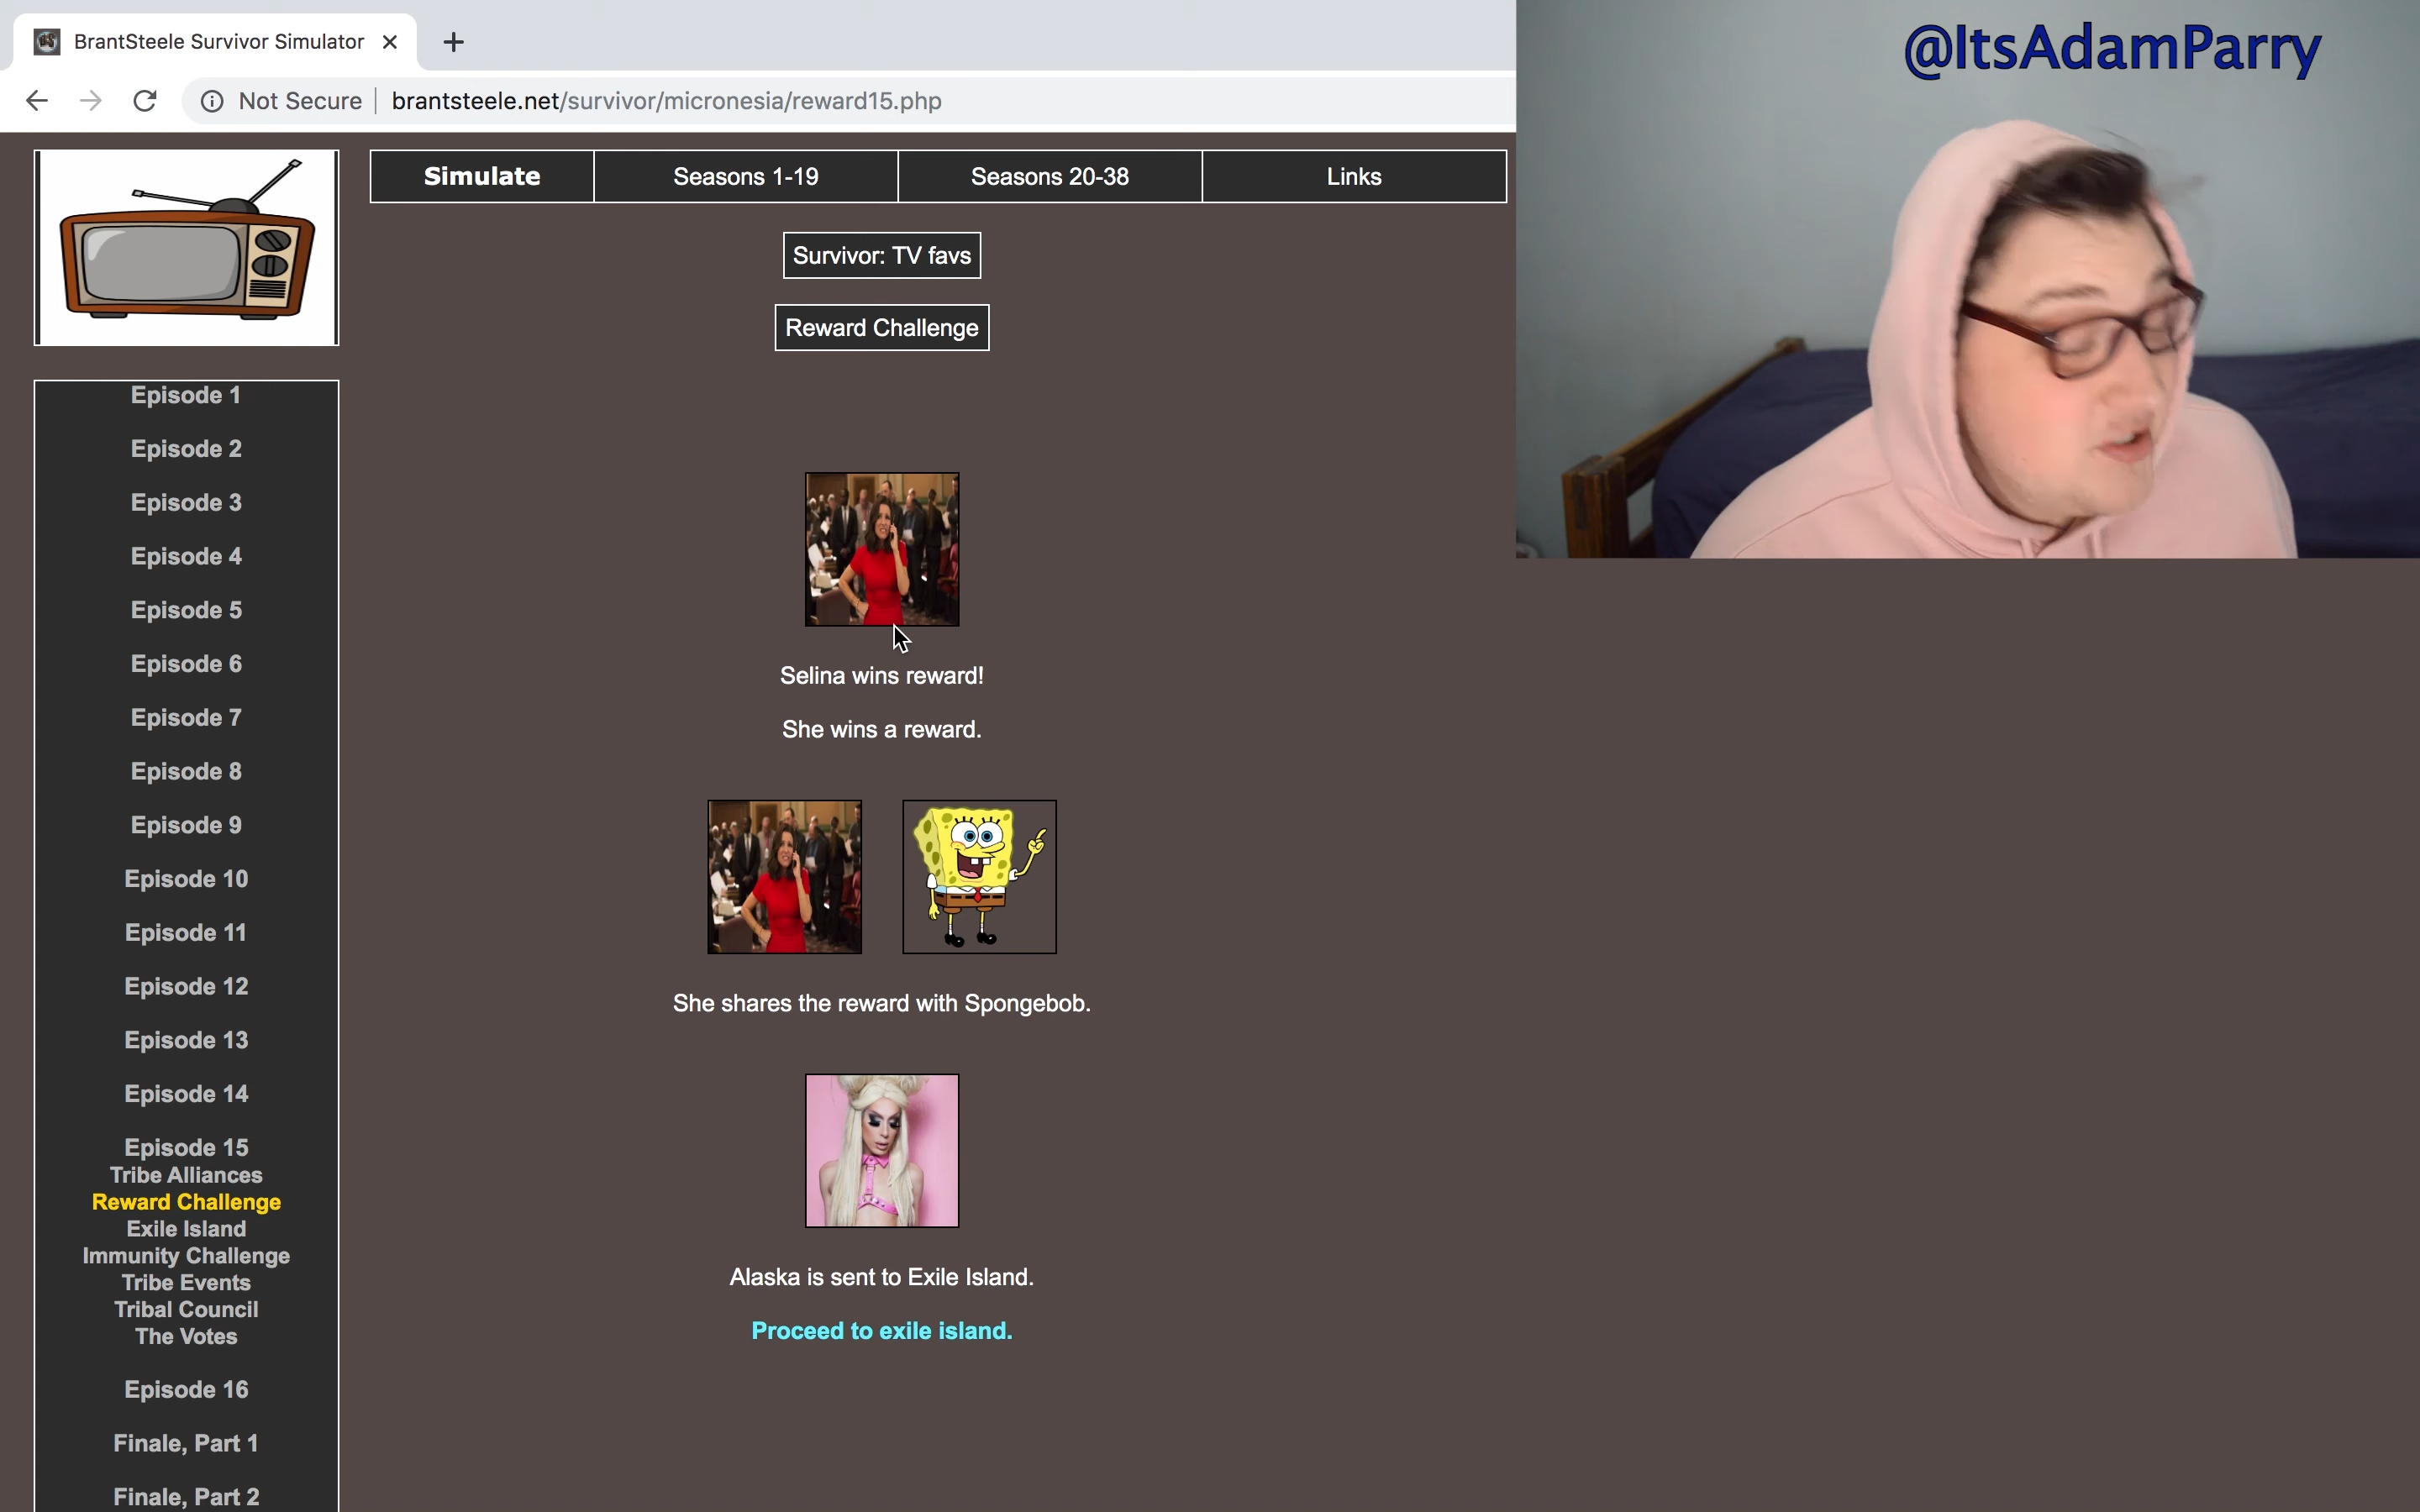 BrantSteele Survivor Simulator
Not Secure
brantsteele.net/survivor/micronesia/reward15.php
@ItsAdamParry
Simulate
Seasons 1-19
Seasons 20-38
Links
Survivor: TV favs
Reward Challenge
Selina wins reward!
She wins a reward.
She shares the reward with Spongebob.
Alaska is sent to Exile Island.
Proceed to exile island.
Episode 1
Episode 2
Episode 3
Episode 4
Episode 5
Episode 6
Episode 7
Episode 8
Episode 9
Episode 10
Episode 11
Episode 12
Episode 13
Episode 14
Episode 15
Tribe Alliances
Reward Challenge
Exile Island
Immunity Challenge
Tribe Events
Tribal Council
The Votes
Episode 16
Finale, Part 1
Finale, Part 2